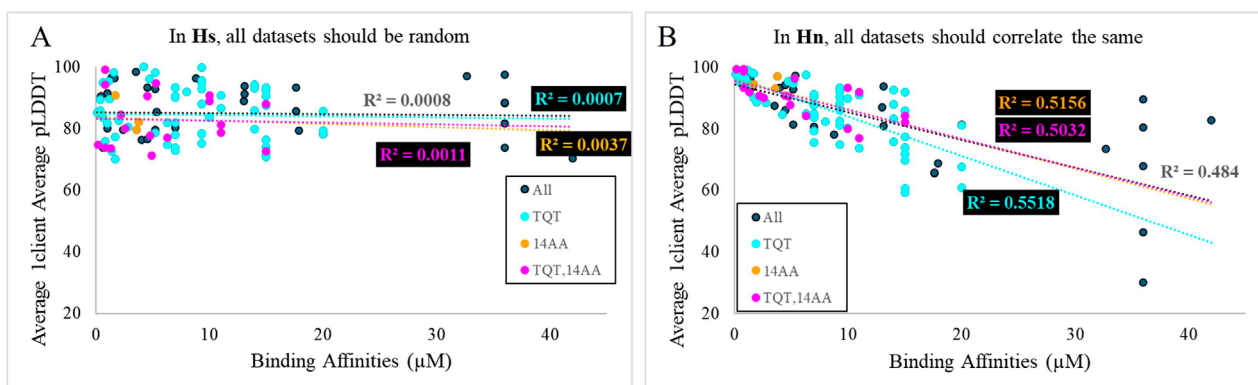 A
In Hs, all datasets should be random
Average 1client Average pLDDT
100
80
60
40
20
R² = 0.0008
R² = 0.0007
R² = 0.0011
R² = 0.0037
All
TQT
14AA
TQT,14AA
0
10
20
30
40
Binding Affinities (µM)
B
In Hn, all datasets should correlate the same
Average 1client Average pLDDT
100
80
60
40
20
R² = 0.5156
R² = 0.5032
R² = 0.484
R² = 0.5518
All
TQT
14AA
TQT,14AA
0
10
20
30
40
Binding Affinities (µM)